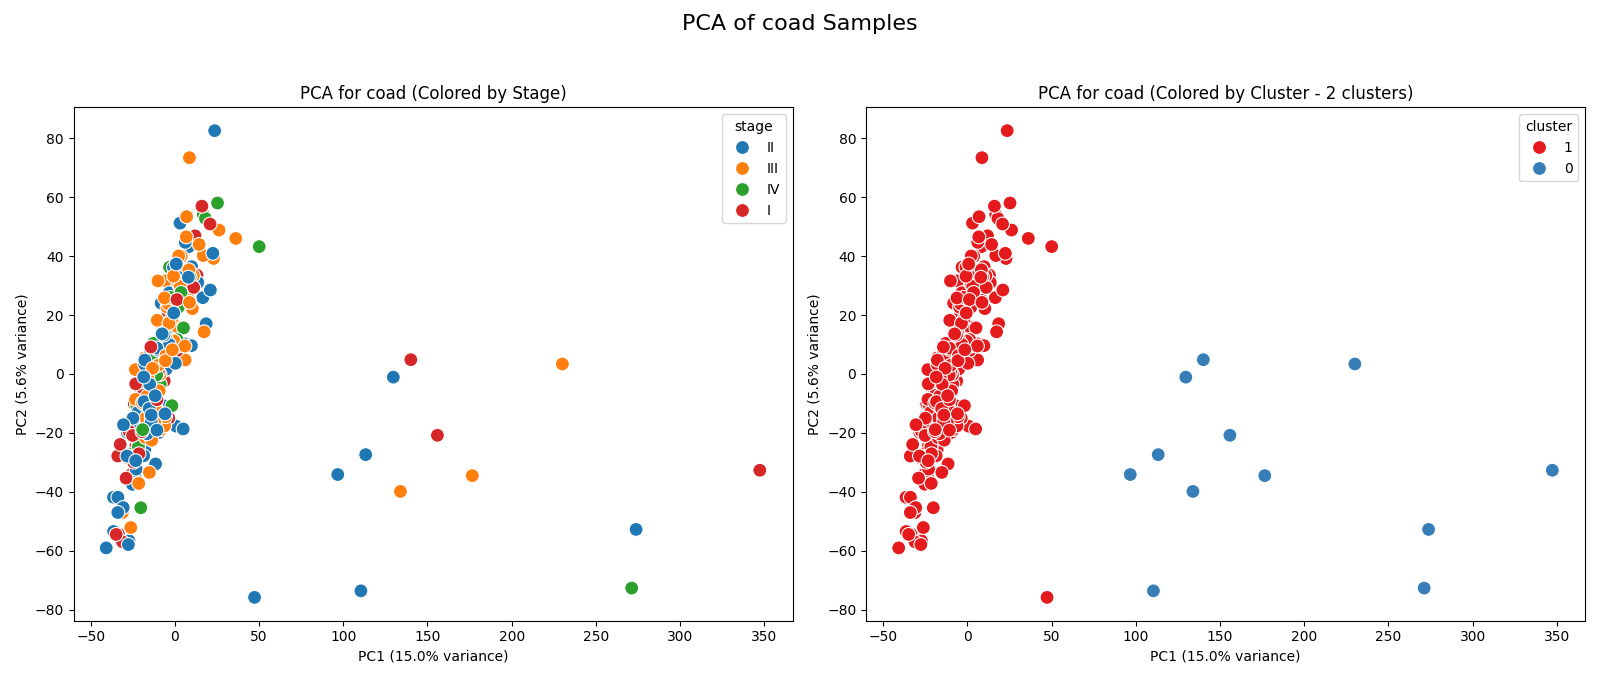 PCA of coad Samples
PCA for coad (Colored by Stage)
80
60
40
20
0
−20
−40
−60
−80
PC2 (5.6% variance)
−50
0
50
100
150
200
250
300
350
PC1 (15.0% variance)
stage
II
III
IV
I
PCA for coad (Colored by Cluster - 2 clusters)
80
60
40
20
0
−20
−40
−60
−80
PC2 (5.6% variance)
−50
0
50
100
150
200
250
300
350
PC1 (15.0% variance)
cluster
1
0